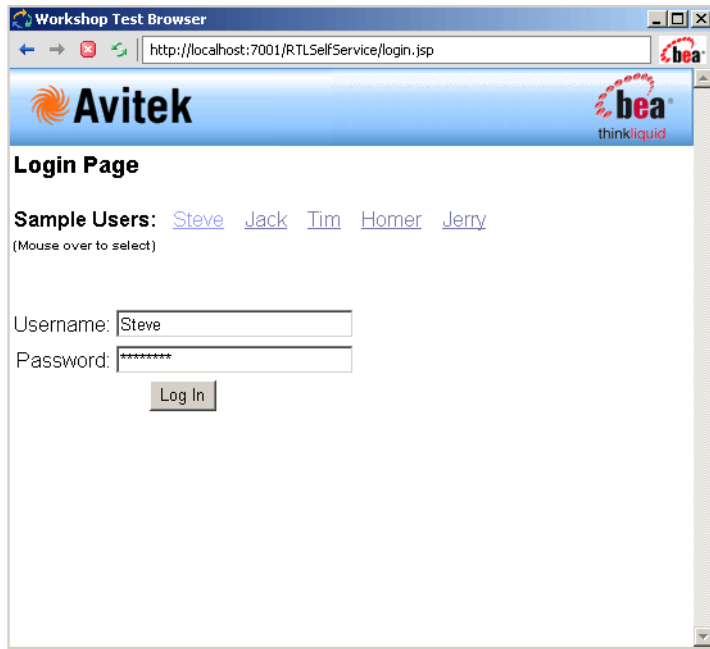 Workshop Test Browser
http://localhost:7001/RTLSelfService/login.jsp
bea
Avitek
bea
thinkliquid
Login Page
Sample Users: Steve Jack Tim Homer Jerry
(Mouse over to select)
Username: Steve
Password: ********
Log In